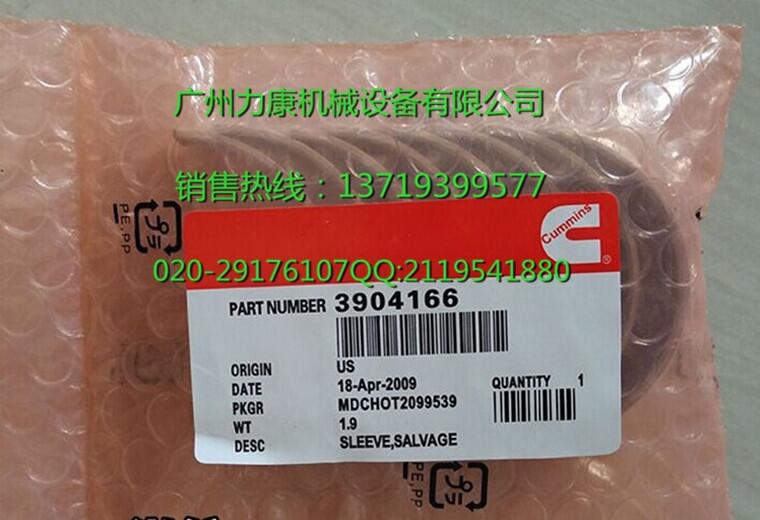 广州力康机械设备有限公司
销售热线：13719399577
PE,PP
Cummins
®
020-29176107QQ:2119541880
PART NUMBER 3904166
ORIGIN US
DATE 18-Apr-2009
QUANTITY 1
PKGR MDCHOT2099539
WT 1.9
DESC SLEEVE,SALVAGE
PE,PP